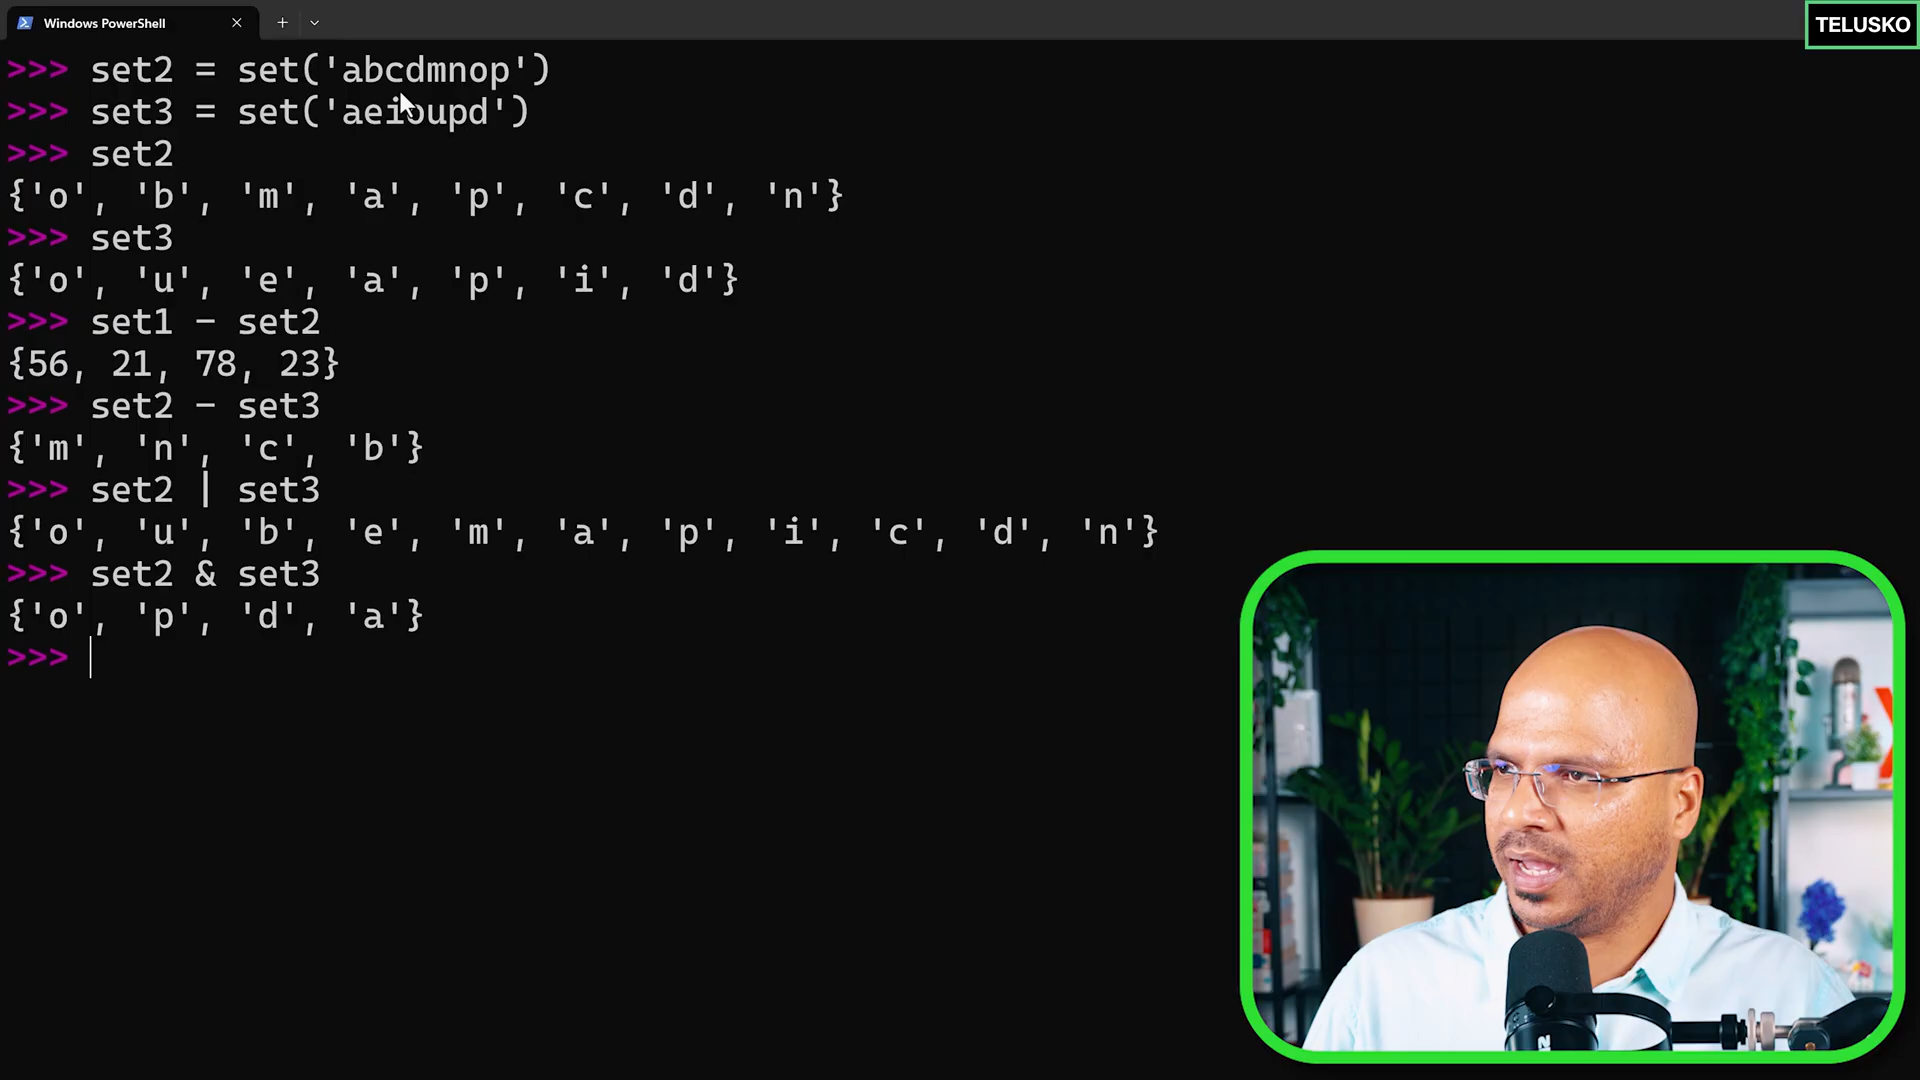 Windows PowerShell
TELUSKO
>>> set2 = set('abcdmnop')
>>> set3 = set('aeioupd')
>>> set2
{'o', 'b', 'm', 'a', 'p', 'c', 'd', 'n'}
>>> set3
{'o', 'u', 'e', 'a', 'p', 'i', 'd'}
>>> set1 - set2
{56, 21, 78, 23}
>>> set2 - set3
{'m', 'n', 'c', 'b'}
>>> set2 | set3
{'o', 'u', 'b', 'e', 'm', 'a', 'p', 'i', 'c', 'd', 'n'}
>>> set2 & set3
{'o', 'p', 'd', 'a'}
>>>